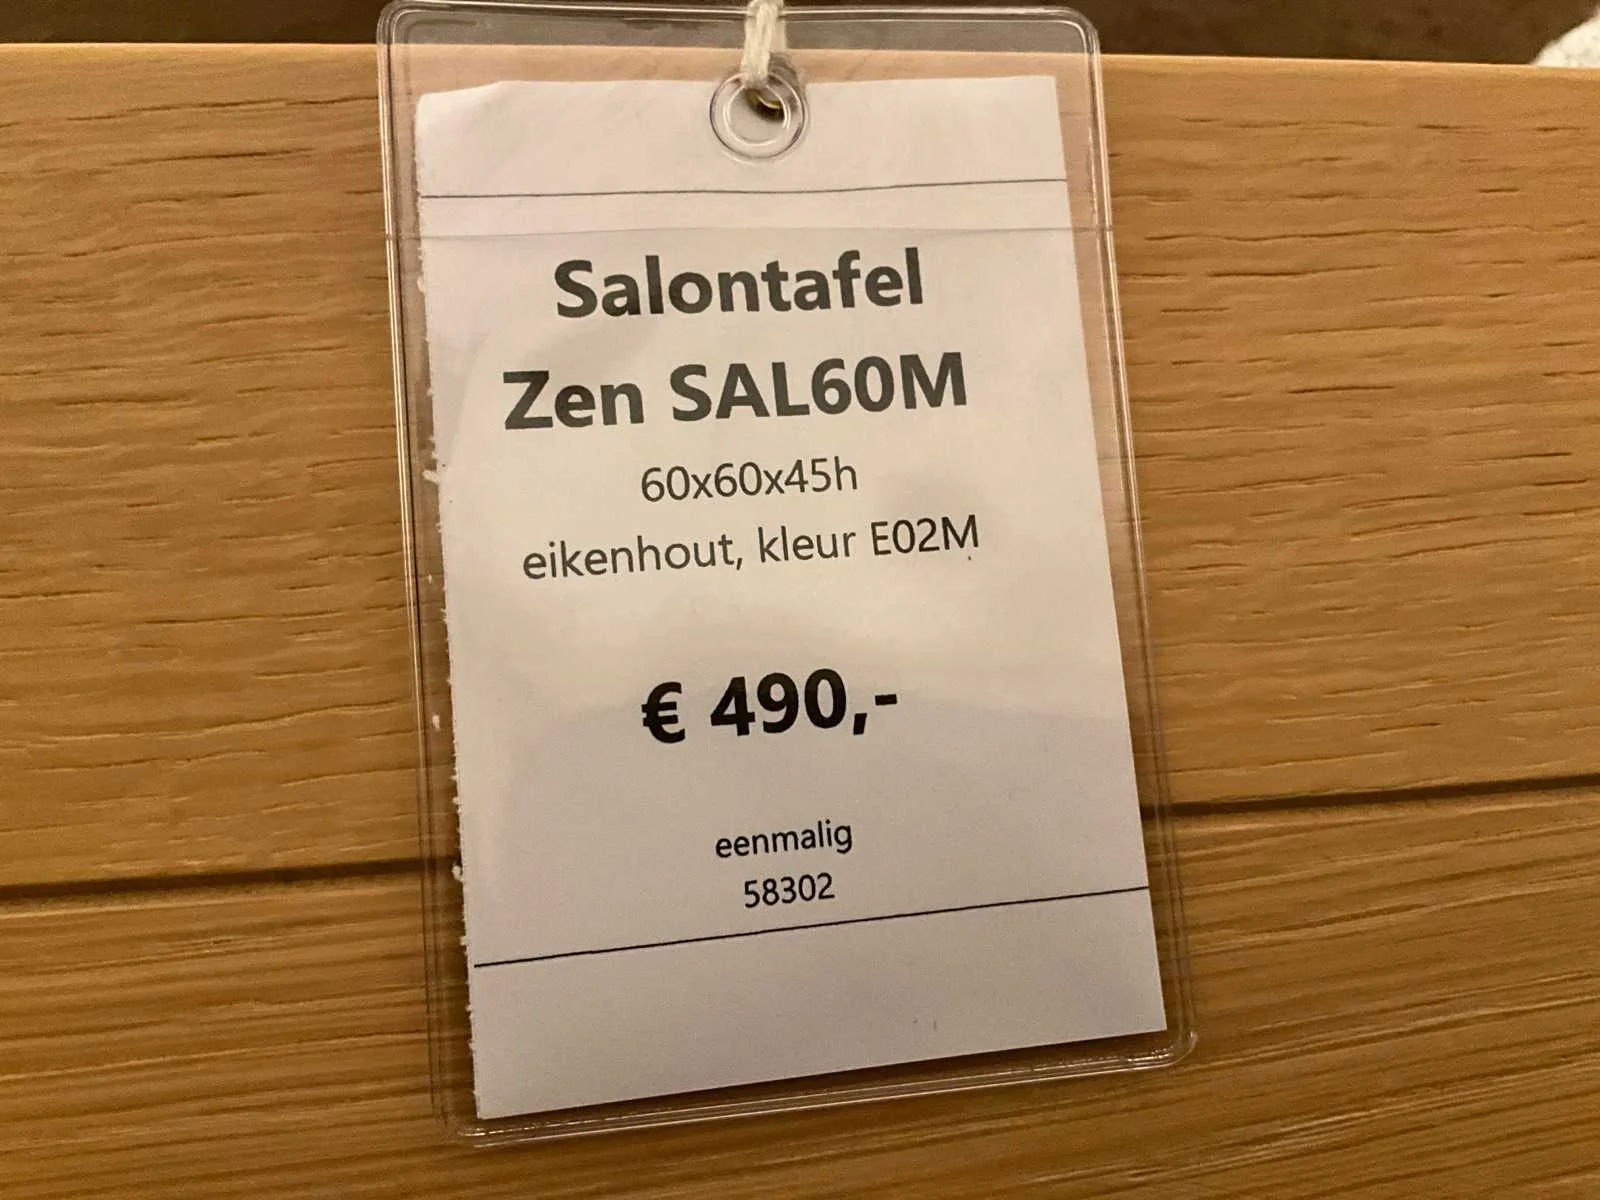 Salontafel
Zen SAL60M
60x60x45h
eikenhout, kleur E02M
€ 490,-
eenmalig
58302